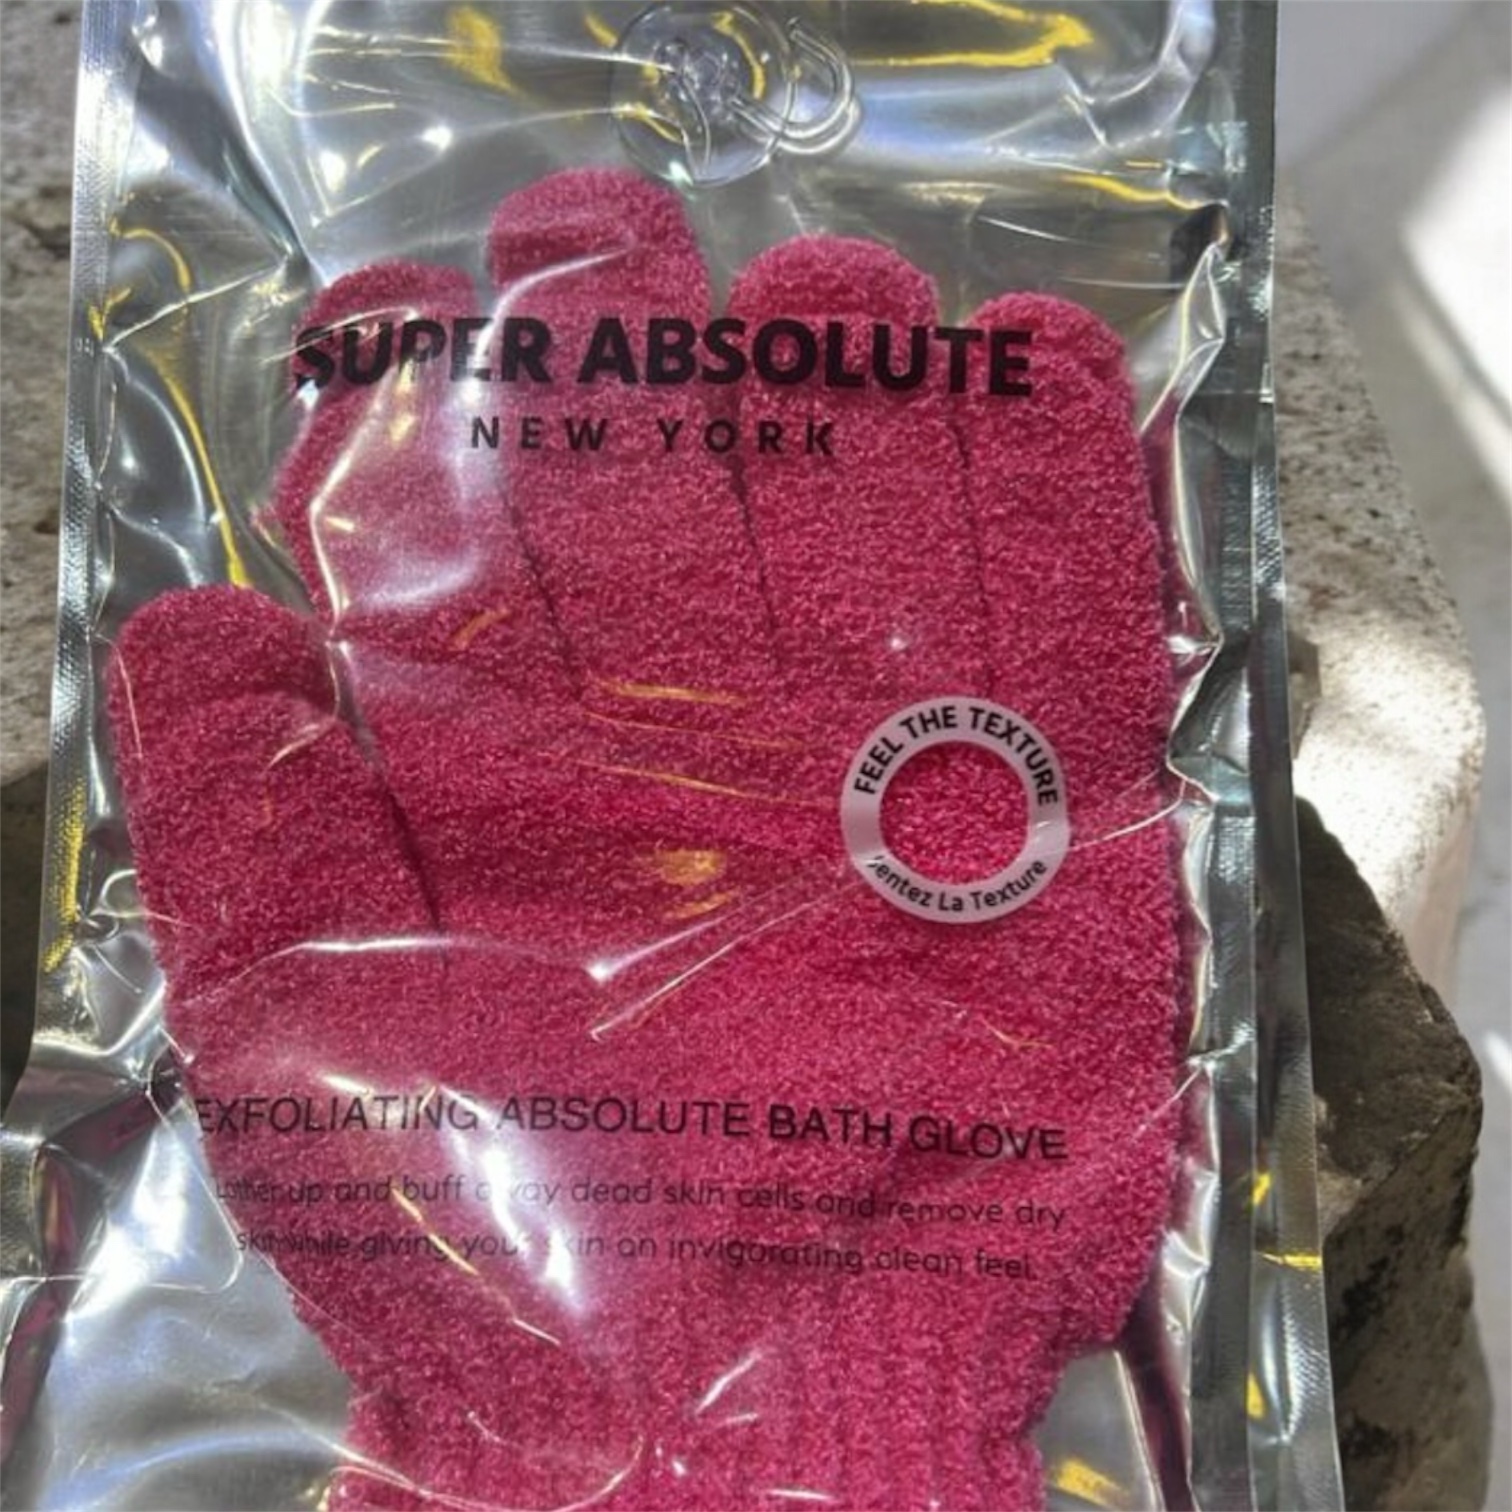 SUPER ABSOLUTE
NEW YORK
FEEL THE TEXTURE
Sentez La Texture
EXFOLIATING ABSOLUTE BATH GLOVE
Lather up and buff away dead skin cells and remove dry
skin while giving your skin an invigorating clean feel.